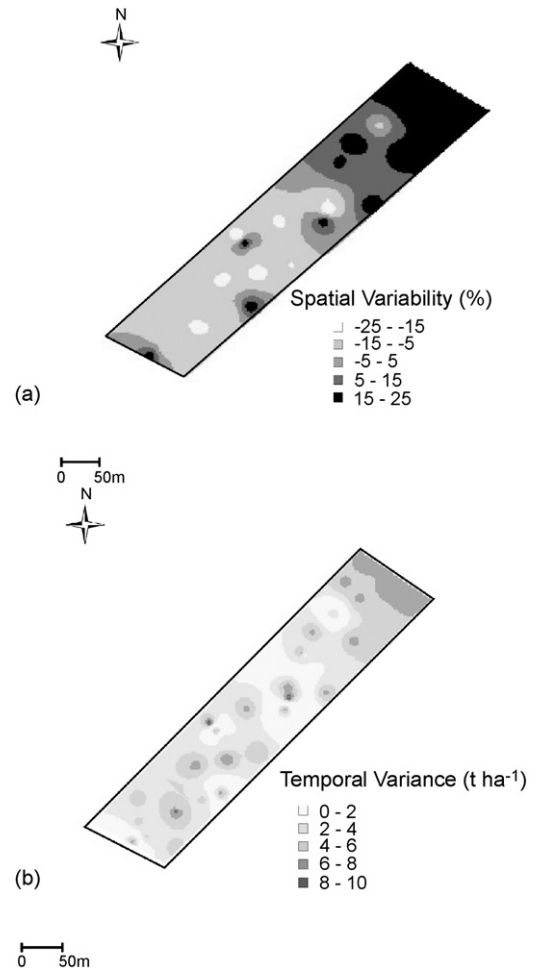 N
Spatial Variability (%)
-25 - -15
-15 - -5
-5 - 5
5 - 15
15 - 25
(a)
0 50m
N
Temporal Variance (t ha-1)
0 - 2
2 - 4
4 - 6
6 - 8
8 - 10
(b)
0 50m